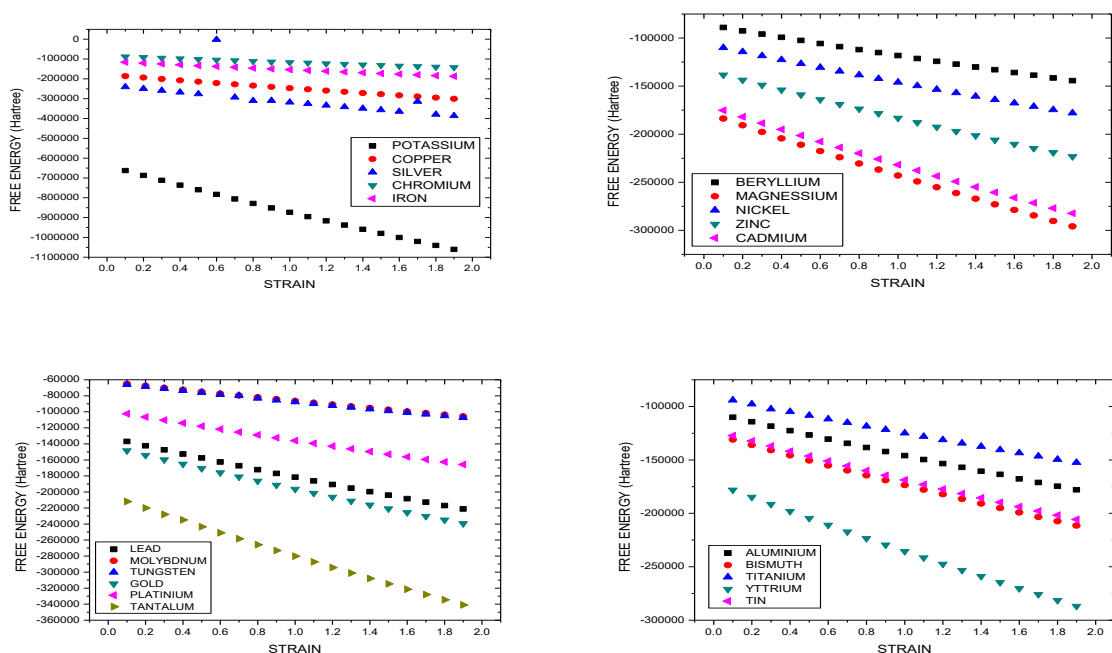 0
-100000
-200000
-300000
-400000
-500000
-600000
-700000
-800000
-900000
-1000000
-1100000
FREE ENERGY (Hartree)
POTASSIUM
COPPER
SILVER
CHROMIUM
IRON
0.0 0.2 0.4 0.6 0.8 1.0 1.2 1.4 1.6 1.8 2.0
STRAIN
-100000
-150000
-200000
-250000
-300000
FREE ENERGY (Hartree)
BERYLLIUM
MAGNESSIUM
NICKEL
ZINC
CADMIUM
0.0 0.2 0.4 0.6 0.8 1.0 1.2 1.4 1.6 1.8 2.0
STRAIN
-60000
-80000
-100000
-120000
-140000
-160000
-180000
-200000
-220000
-240000
-260000
-280000
-300000
-320000
-340000
-360000
FREE ENERGY (Hartree)
LEAD
MOLYBDNUM
TUNGSTEN
GOLD
PLATINIUM
TANTALUM
0.0 0.2 0.4 0.6 0.8 1.0 1.2 1.4 1.6 1.8 2.0
STRAIN
-100000
-150000
-200000
-250000
-300000
FREE ENERGY (Hartree)
ALUMINIUM
BISMUTH
TITANIUM
YTTRIUM
TIN
0.0 0.2 0.4 0.6 0.8 1.0 1.2 1.4 1.6 1.8 2.0
STRAIN